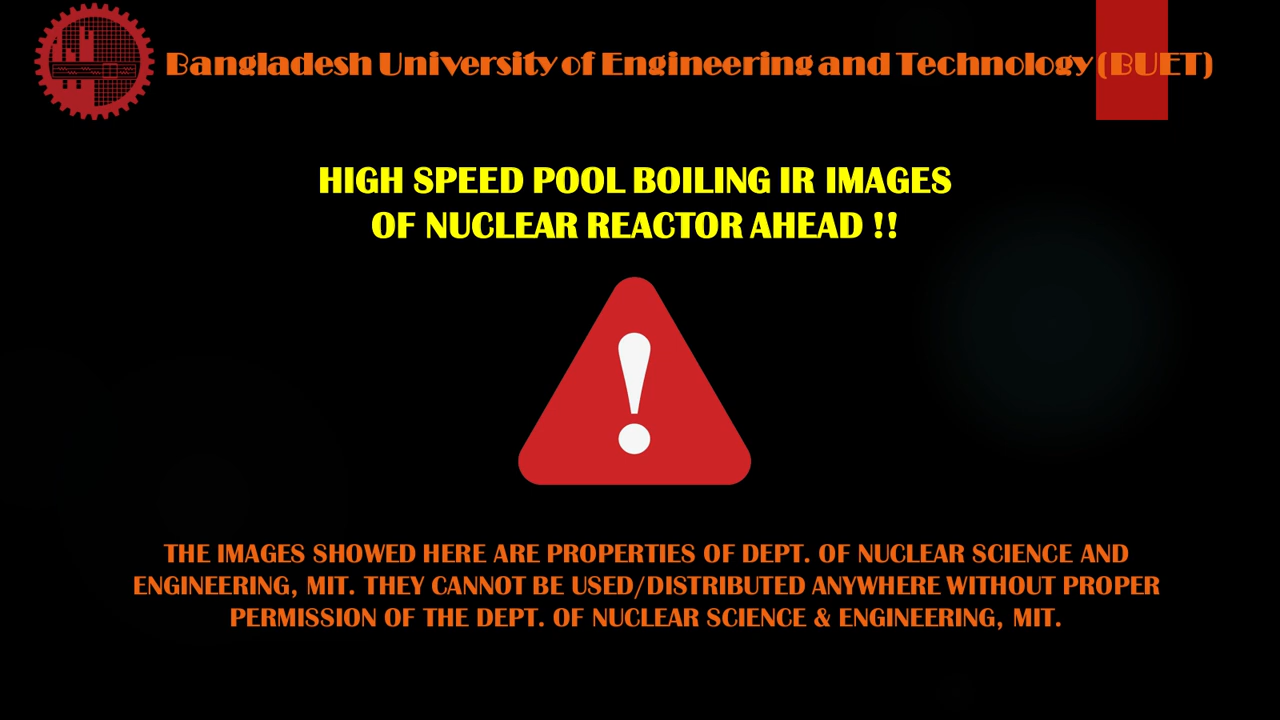 Bangladesh University of Engineering and Technology (BUET)
HIGH SPEED POOL BOILING IR IMAGES
OF NUCLEAR REACTOR AHEAD !!
!
THE IMAGES SHOWED HERE ARE PROPERTIES OF DEPT. OF NUCLEAR SCIENCE AND
ENGINEERING, MIT. THEY CANNOT BE USED/DISTRIBUTED ANYWHERE WITHOUT PROPER
PERMISSION OF THE DEPT. OF NUCLEAR SCIENCE & ENGINEERING, MIT.